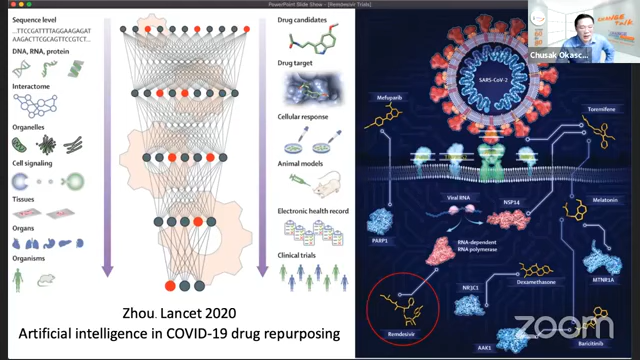 PowerPoint Slide Show - [Remdesivir Trials]
Sequence level
...TTCCGATTTTAGGAAGAGAT
AAGACTTCGCAGTTCCGTCT...
DNA, RNA, protein
Interactome
Organelles
Cell signaling
Tissues
Organs
Organisms
Drug candidates
Drug target
Cellular response
Animal models
Electronic health record
Clinical trials
Zhou. Lancet 2020
Artificial intelligence in COVID-19 drug repurposing
SARS-CoV-2
Mefuparib
Toremifene
Viral RNA
NSP14
Melatonin
PARP1
RNA-dependent
RNA polymerase
MTNR1A
NR3C1
Dexamethasone
Remdesivir
AAK1
Baricitinib
CHANGE
Chusak Okasc...
zoom